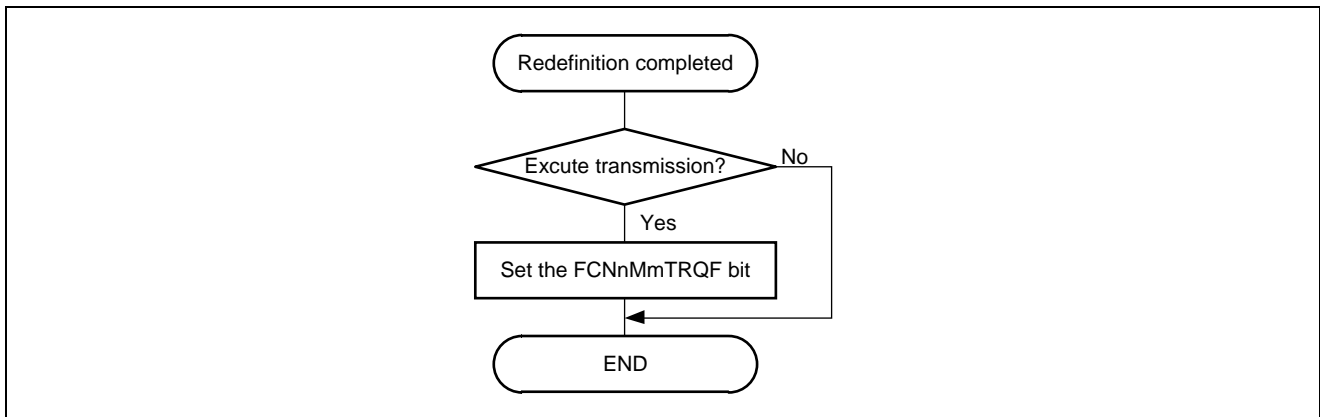 Redefinition completed
Excute transmission?
No
Yes
Set the FCNnMmTRQF bit
END